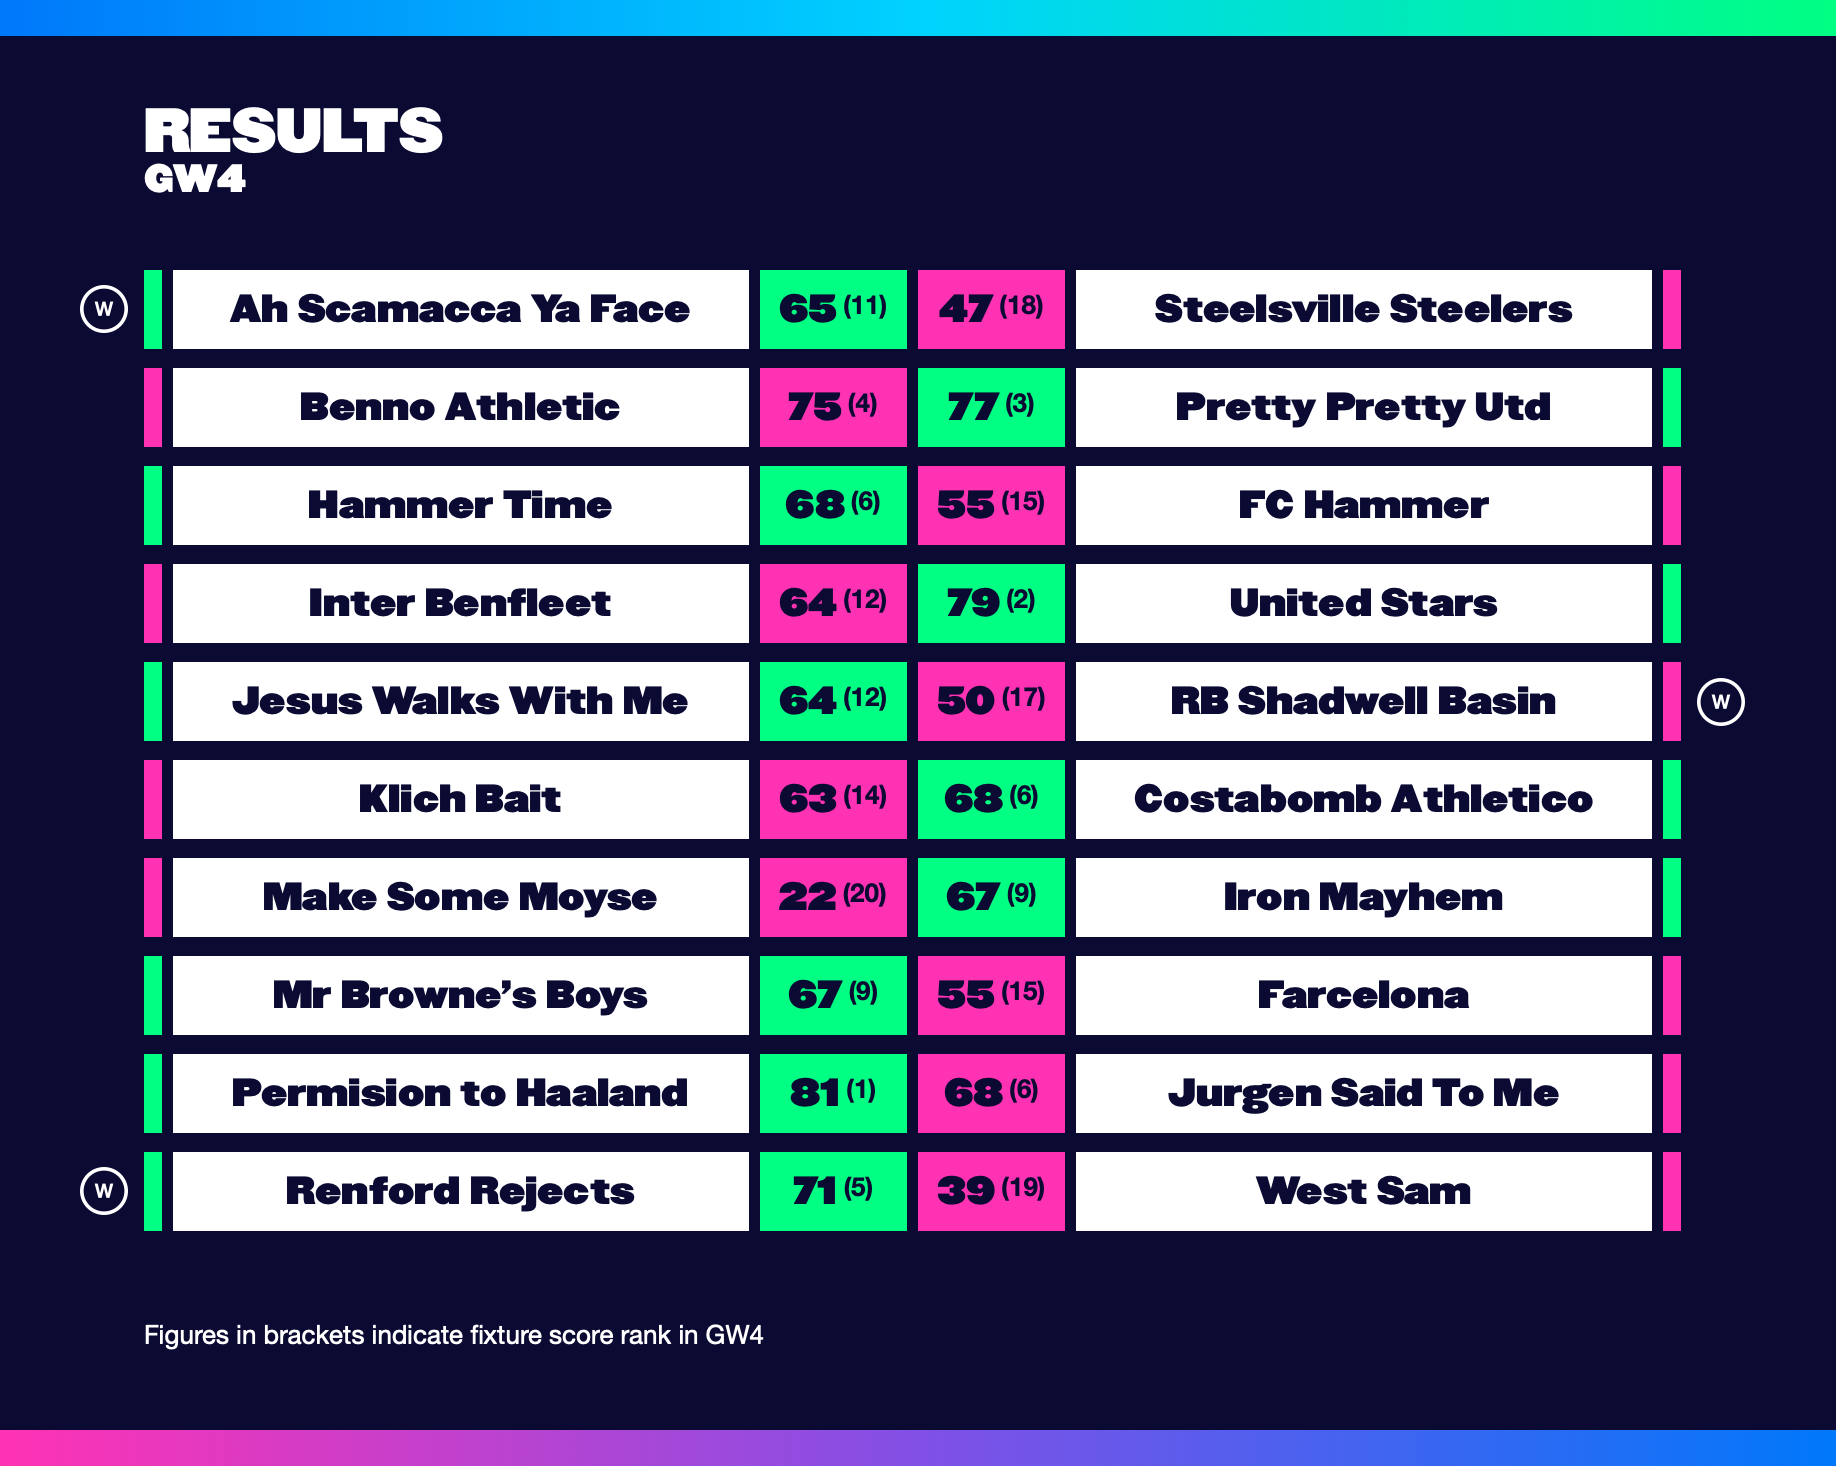 RESULTS
GW4
W Ah Scamacca Ya Face 65 (11) 47 (18) Steelsville Steelers
Benno Athletic 75 (4) 77 (3) Pretty Pretty Utd
Hammer Time 68 (6) 55 (15) FC Hammer
Inter Benfleet 64 (12) 79 (2) United Stars
Jesus Walks With Me 64 (12) 50 (17) RB Shadwell Basin W
Klich Bait 63 (14) 68 (6) Costabomb Athletico
Make Some Moyse 22 (20) 67 (9) Iron Mayhem
Mr Browne’s Boys 67 (9) 55 (15) Farcelona
Permision to Haaland 81 (1) 68 (6) Jurgen Said To Me
W Renford Rejects 71 (5) 39 (19) West Sam
Figures in brackets indicate fixture score rank in GW4